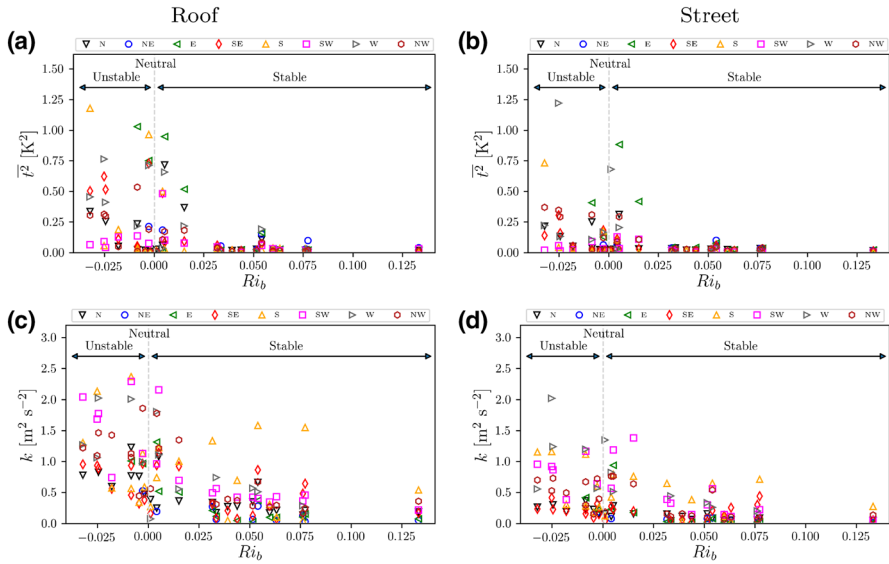 Roof
Street
(a)
N NE E SE S SW W NW
Neutral
Unstable Stable
1.50
1.25
1.00
0.75
0.50
0.25
0.00
$\overline{t^2}$ [K²]
−0.025 0.000 0.025 0.050 0.075 0.100 0.125
Ri_b
(b)
N NE E SE S SW W NW
Neutral
Unstable Stable
1.50
1.25
1.00
0.75
0.50
0.25
0.00
$\overline{t^2}$ [K²]
−0.025 0.000 0.025 0.050 0.075 0.100 0.125
Ri_b
(c)
N NE E SE S SW W NW
Neutral
Unstable Stable
3.0
2.5
2.0
1.5
1.0
0.5
0.0
k [m² s⁻²]
−0.025 0.000 0.025 0.050 0.075 0.100 0.125
Ri_b
(d)
N NE E SE S SW W NW
Neutral
Unstable Stable
3.0
2.5
2.0
1.5
1.0
0.5
0.0
k [m² s⁻²]
−0.025 0.000 0.025 0.050 0.075 0.100 0.125
Ri_b